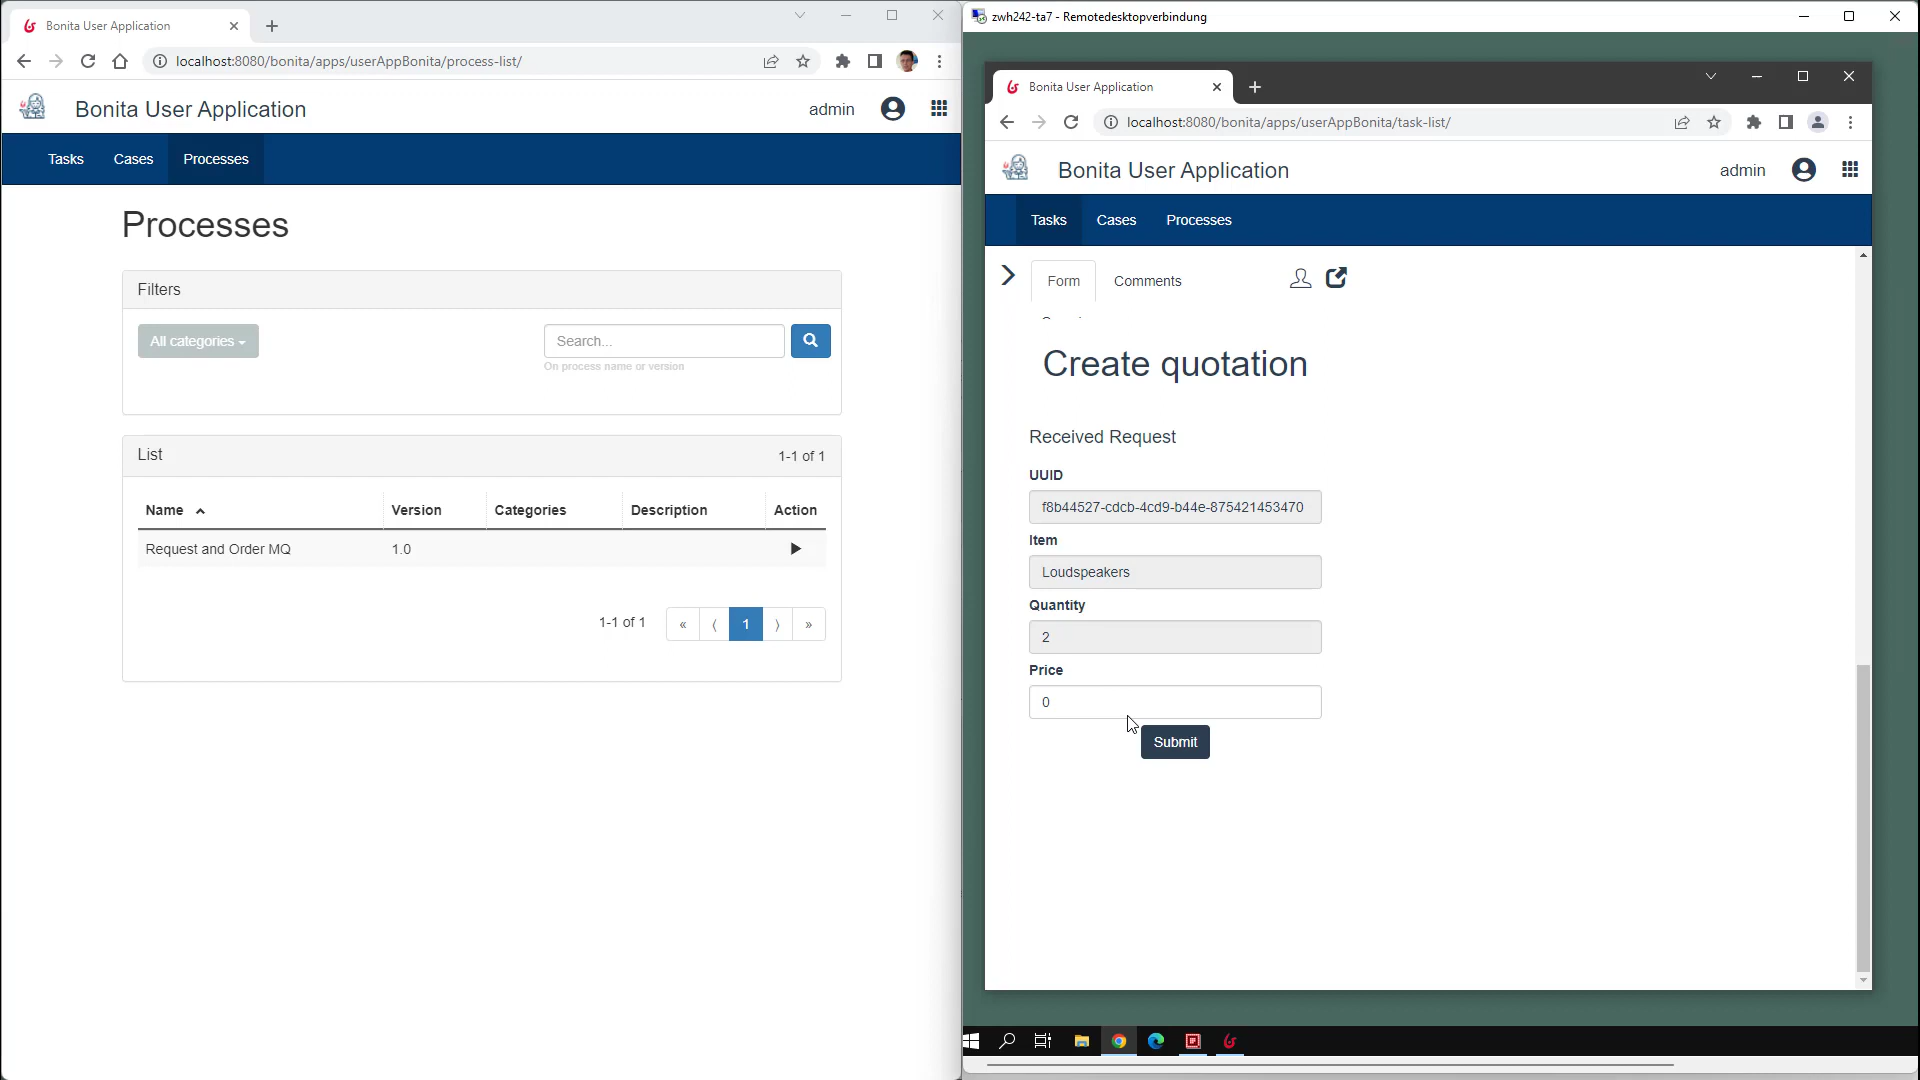 Bonita User Application
localhost:8080/bonita/apps/userAppBonita/process-list/
Bonita User Application
admin
Tasks
Cases
Processes
Processes
Filters
All categories
Search...
On process name or version
List
1-1 of 1
Name
Version
Categories
Description
Action
Request and Order MQ
1.0
1-1 of 1
«
⟨
1
⟩
»
zwh242-ta7 - Remotedesktopverbindung
Bonita User Application
localhost:8080/bonita/apps/userAppBonita/task-list/
Bonita User Application
admin
Tasks
Cases
Processes
Form
Comments
Create quotation
Received Request
UUID
f8b44527-cdcb-4cd9-b44e-875421453470
Item
Loudspeakers
Quantity
2
Price
0
Submit